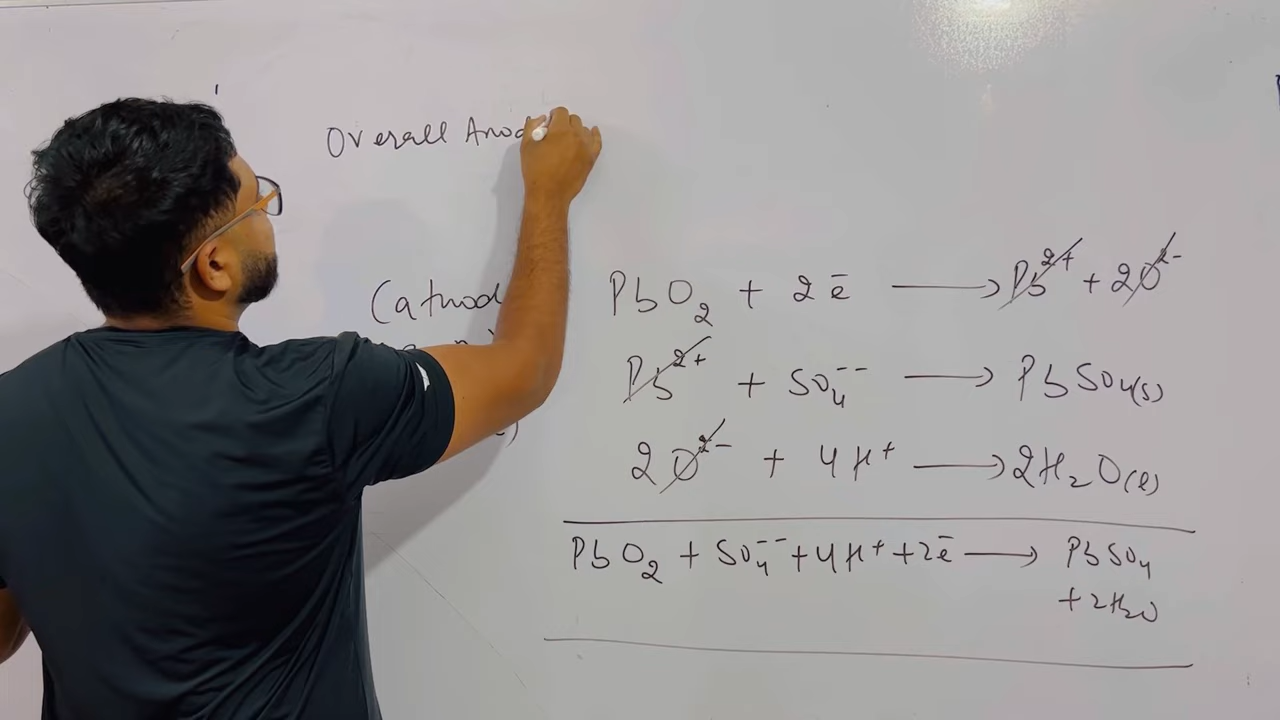 Overall Anod
Cathod
PbO₂ + 2e̅ ⟶ Pb²⁺ + 2O²⁻
Pb²⁺ + SO₄⁻⁻ ⟶ PbSO₄(s)
2O²⁻ + 4H⁺ ⟶ 2H₂O(l)
PbO₂ + SO₄⁻⁻ + 4H⁺ + 2e̅ ⟶ PbSO₄
+ 2H₂O